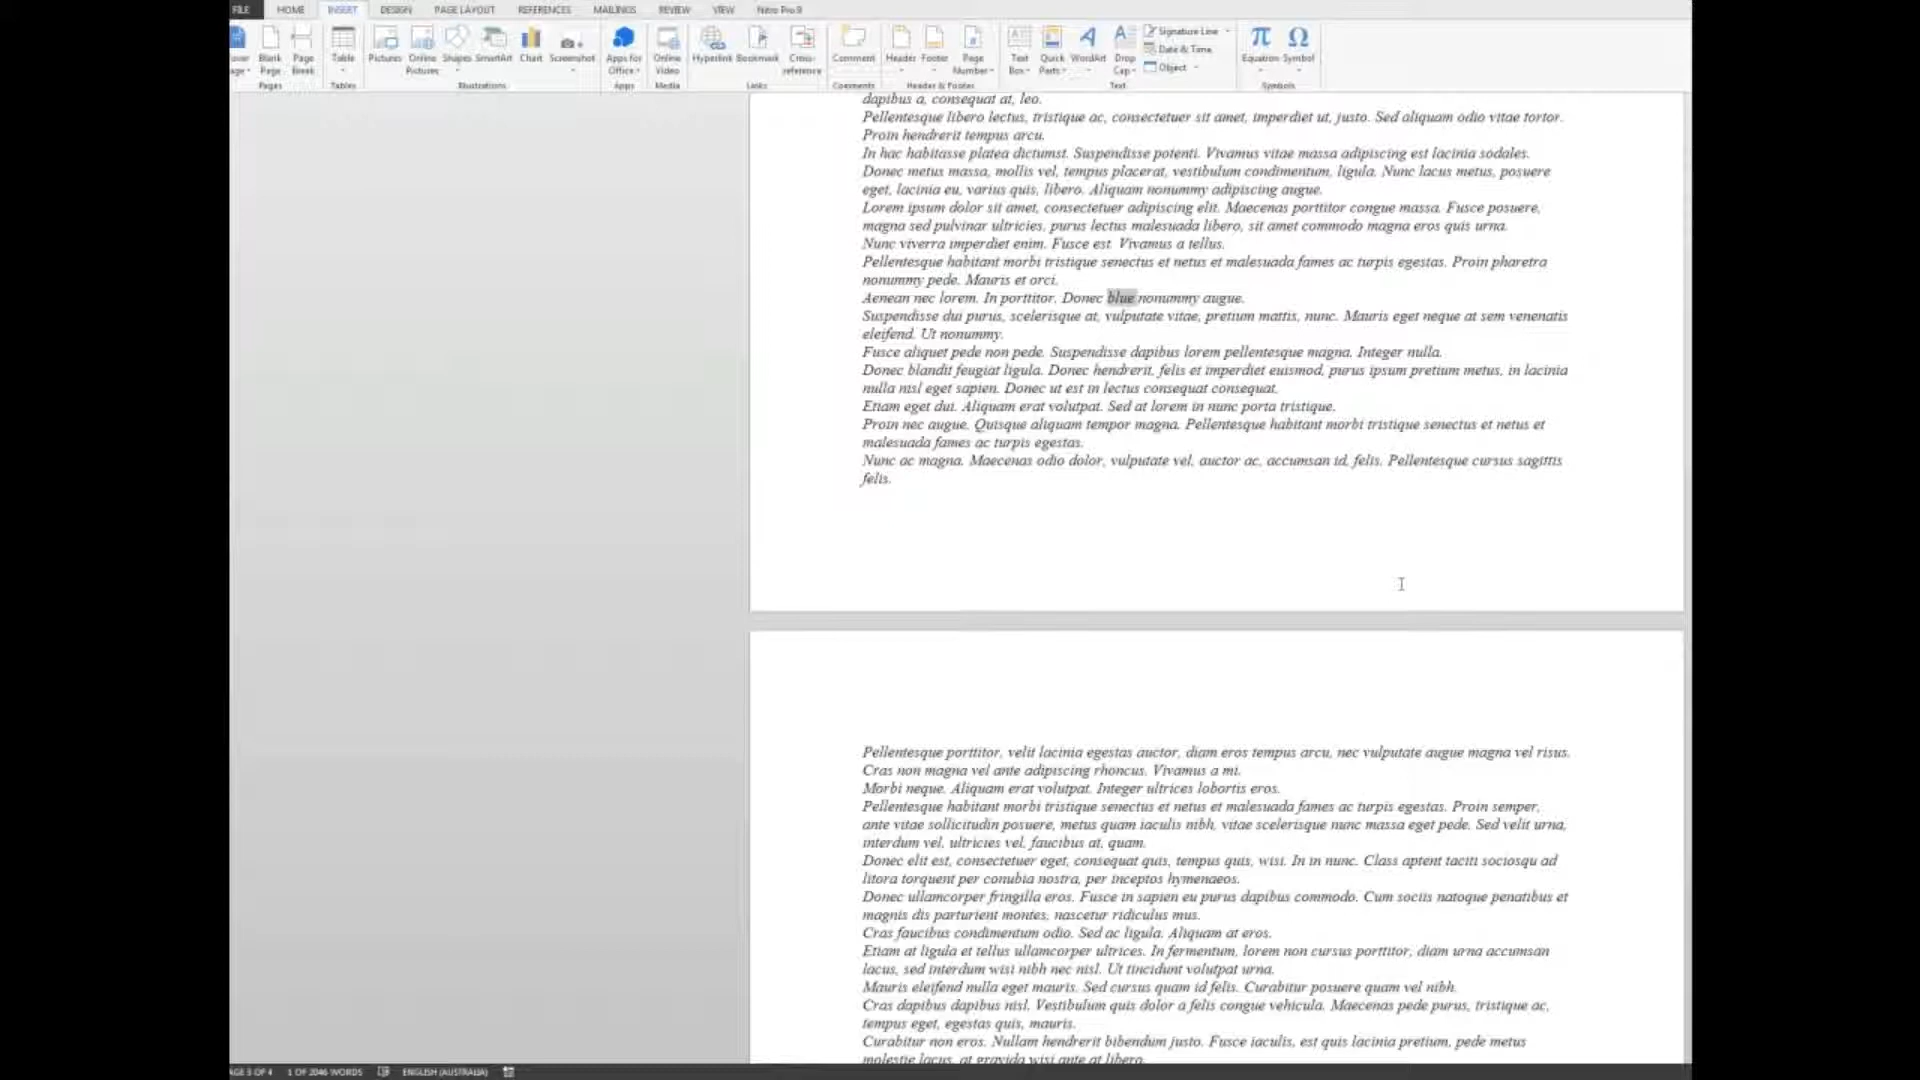 FILE HOME INSERT DESIGN PAGE LAYOUT REFERENCES MAILINGS REVIEW VIEW Nitro Pro 9
Blank Page
Page Break
Table
Pictures
Online Pictures
Shapes
SmartArt
Chart
Screenshot
Apps for Office
Online Video
Hyperlink
Bookmark
Cross-reference
Comment
Header
Footer
Page Number
Text Box
Quick Parts
WordArt
Drop Cap
Signature Line
Date & Time
Object
Equation
Symbol
Pages Tables Illustrations Apps Media Links Comments Header & Footer Text Symbols
dapibus a, consequat at, leo.
Pellentesque libero lectus, tristique ac, consectetuer sit amet, imperdiet ut, justo. Sed aliquam odio vitae tortor.
Proin hendrerit tempus arcu.
In hac habitasse platea dictumst. Suspendisse potenti. Vivamus vitae massa adipiscing est lacinia sodales.
Donec metus massa, mollis vel, tempus placerat, vestibulum condimentum, ligula. Nunc lacus metus, posuere
eget, lacinia eu, varius quis, libero. Aliquam nonummy adipiscing augue.
Lorem ipsum dolor sit amet, consectetuer adipiscing elit. Maecenas porttitor congue massa. Fusce posuere,
magna sed pulvinar ultricies, purus lectus malesuada libero, sit amet commodo magna eros quis urna.
Nunc viverra imperdiet enim. Fusce est. Vivamus a tellus.
Pellentesque habitant morbi tristique senectus et netus et malesuada fames ac turpis egestas. Proin pharetra
nonummy pede. Mauris et orci.
Aenean nec lorem. In porttitor. Donec blue nonummy augue.
Suspendisse dui purus, scelerisque at, vulputate vitae, pretium mattis, nunc. Mauris eget neque at sem venenatis
eleifend. Ut nonummy.
Fusce aliquet pede non pede. Suspendisse dapibus lorem pellentesque magna. Integer nulla.
Donec blandit feugiat ligula. Donec hendrerit, felis et imperdiet euismod, purus ipsum pretium metus, in lacinia
nulla nisl eget sapien. Donec ut est in lectus consequat consequat.
Etiam eget dui. Aliquam erat volutpat. Sed at lorem in nunc porta tristique.
Proin nec augue. Quisque aliquam tempor magna. Pellentesque habitant morbi tristique senectus et netus et
malesuada fames ac turpis egestas.
Nunc ac magna. Maecenas odio dolor, vulputate vel, auctor ac, accumsan id, felis. Pellentesque cursus sagittis
felis.
Pellentesque porttitor, velit lacinia egestas auctor, diam eros tempus arcu, nec vulputate augue magna vel risus.
Cras non magna vel ante adipiscing rhoncus. Vivamus a mi.
Morbi neque. Aliquam erat volutpat. Integer ultrices lobortis eros.
Pellentesque habitant morbi tristique senectus et netus et malesuada fames ac turpis egestas. Proin semper,
ante vitae sollicitudin posuere, metus quam iaculis nibh, vitae scelerisque nunc massa eget pede. Sed velit urna,
interdum vel, ultricies vel, faucibus at, quam.
Donec elit est, consectetuer eget, consequat quis, tempus quis, wisi. In in nunc. Class aptent taciti sociosqu ad
litora torquent per conubia nostra, per inceptos hymenaeos.
Donec ullamcorper fringilla eros. Fusce in sapien eu purus dapibus commodo. Cum sociis natoque penatibus et
magnis dis parturient montes, nascetur ridiculus mus.
Cras faucibus condimentum odio. Sed ac ligula. Aliquam at eros.
Etiam at ligula et tellus ullamcorper ultrices. In fermentum, lorem non cursus porttitor, diam urna accumsan
lacus, sed interdum wisi nibh nec nisl. Ut tincidunt volutpat urna.
Mauris eleifend nulla eget mauris. Sed cursus quam id felis. Curabitur posuere quam vel nibh.
Cras dapibus dapibus nisl. Vestibulum quis dolor a felis congue vehicula. Maecenas pede purus, tristique ac,
tempus eget, egestas quis, mauris.
Curabitur non eros. Nullam hendrerit bibendum justo. Fusce iaculis, est quis lacinia pretium, pede metus
molestie lacus, at gravida wisi ante at libero.
AGE 3 OF 4 1 OF 2046 WORDS ENGLISH (AUSTRALIA)